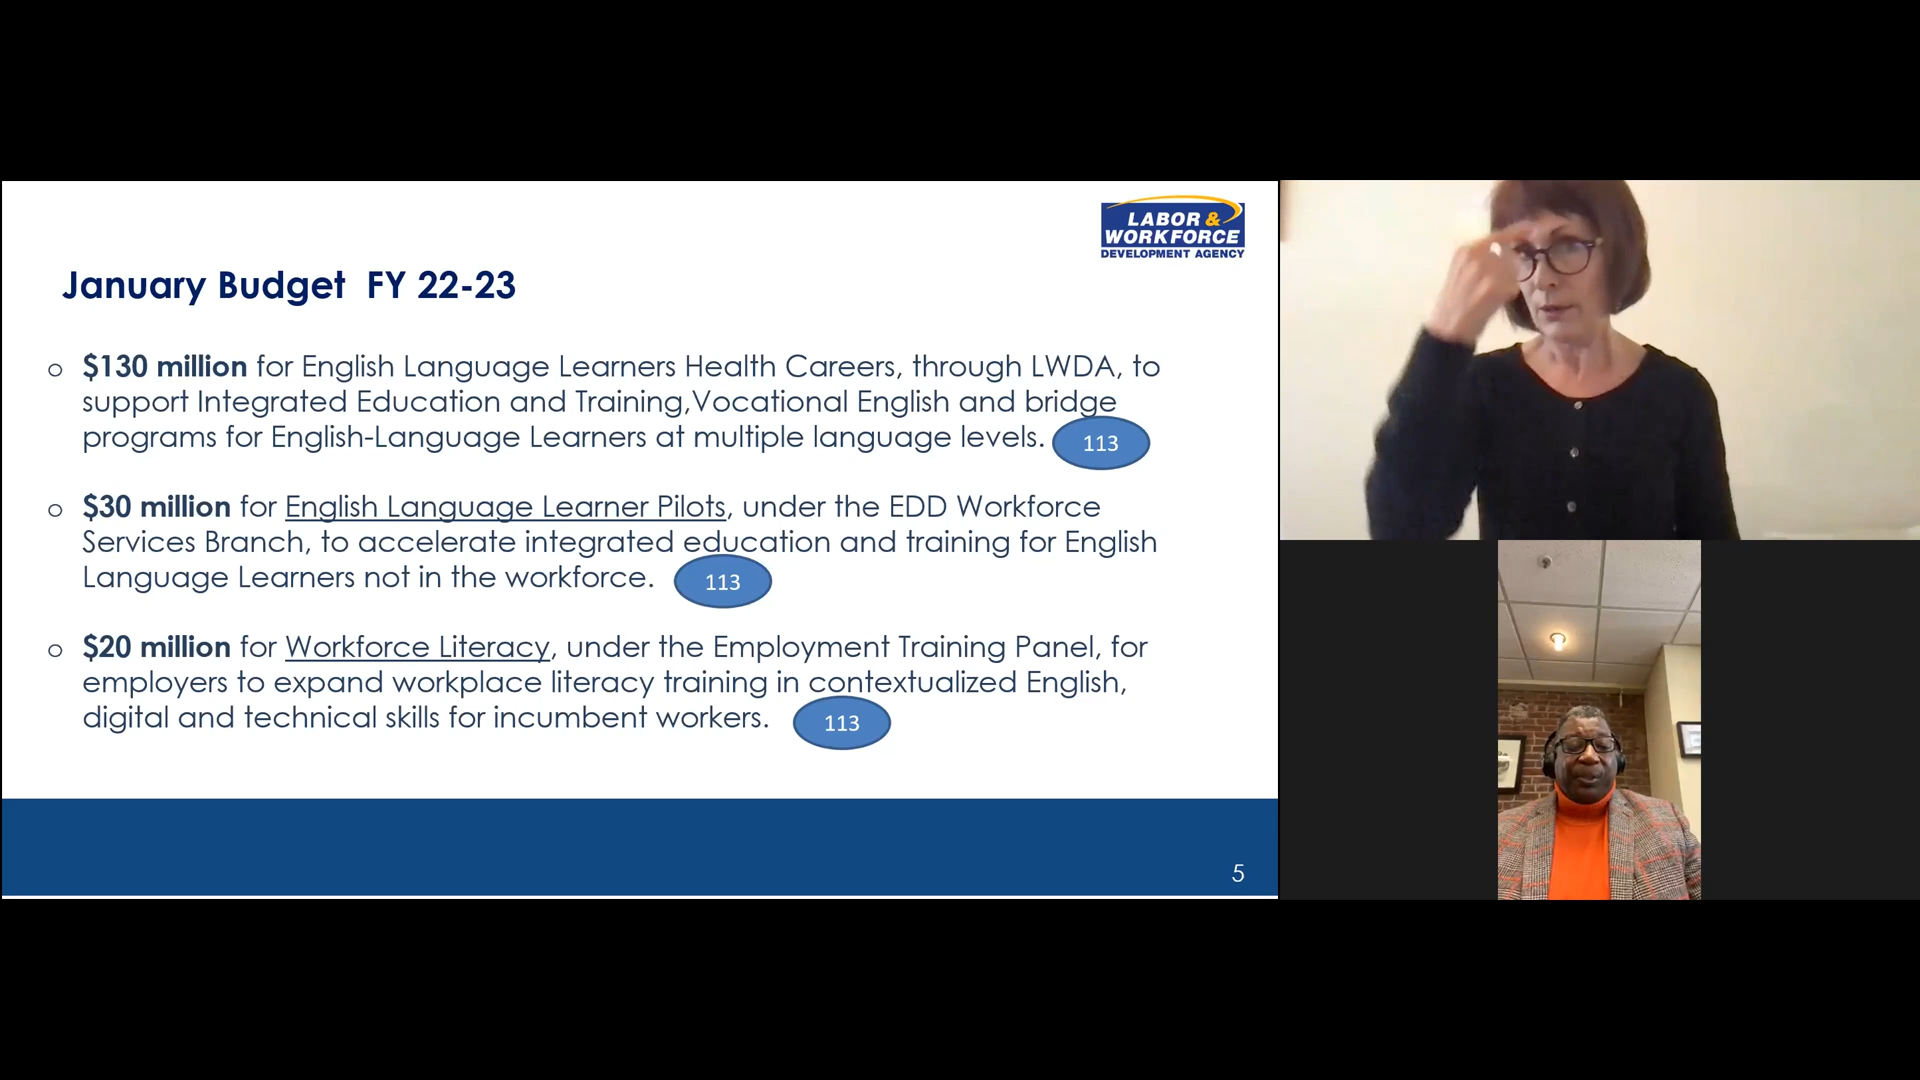 LABOR &
WORKFORCE
DEVELOPMENT AGENCY
January Budget FY 22-23
o $130 million for English Language Learners Health Careers, through LWDA, to
support Integrated Education and Training,Vocational English and bridge
programs for English-Language Learners at multiple language levels. 113
o $30 million for English Language Learner Pilots, under the EDD Workforce
Services Branch, to accelerate integrated education and training for English
Language Learners not in the workforce. 113
o $20 million for Workforce Literacy, under the Employment Training Panel, for
employers to expand workplace literacy training in contextualized English,
digital and technical skills for incumbent workers. 113
5